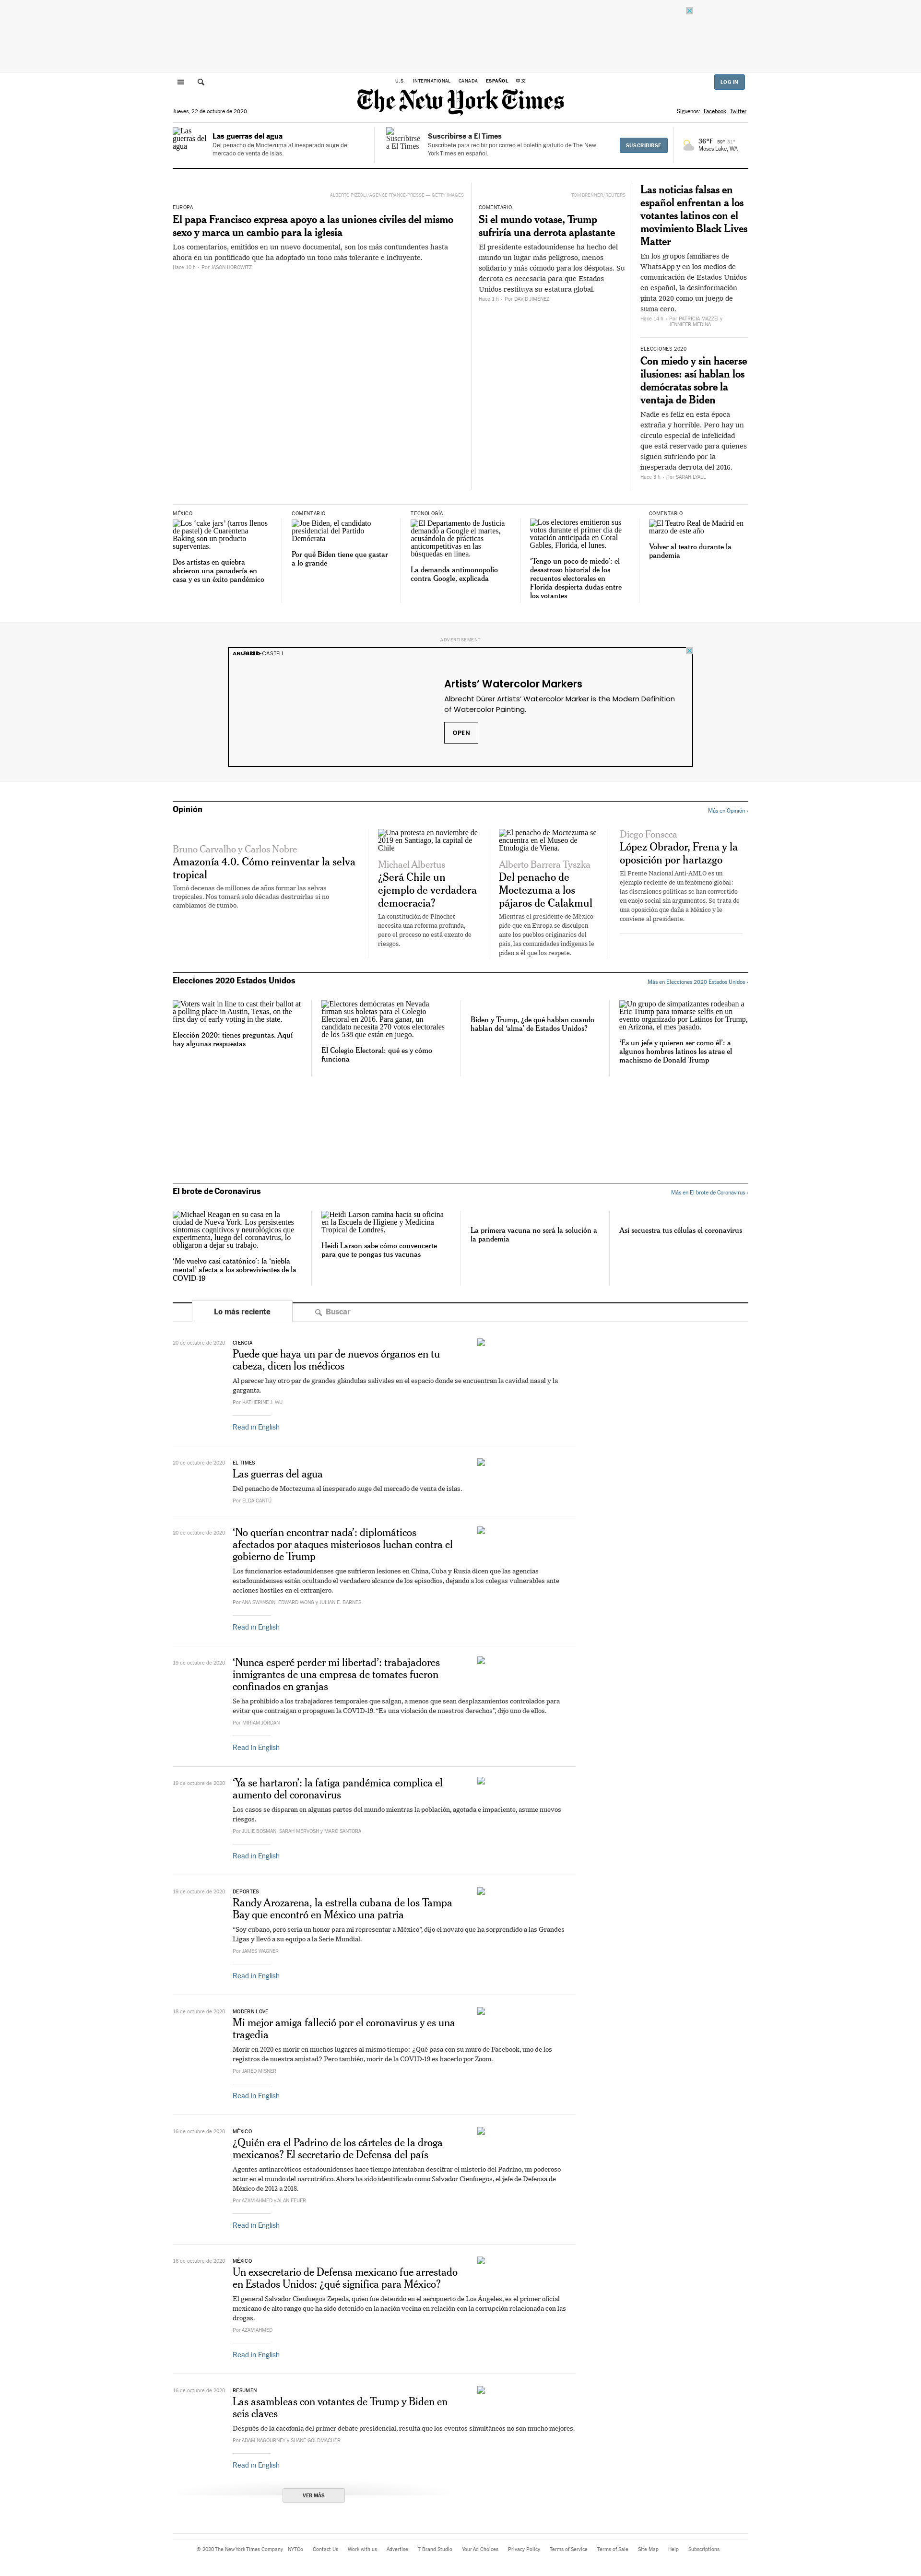 U.S. INTERNATIONAL CANADA ESPAÑOL 中文
LOG IN
The New York Times
Jueves, 22 de octubre de 2020
Síguenos: Facebook Twitter
Las guerras del agua
Las guerras del agua
Del penacho de Moctezuma al inesperado auge del
mercado de venta de islas.
Suscribirse a El Times
Suscribirse a El Times
Suscríbete para recibir por correo el boletín gratuito de The New
York Times en español.
SUSCRIBIRSE
36°F 59° 31°
Moses Lake, WA
ALBERTO PIZZOLI/AGENCE FRANCE-PRESSE — GETTY IMAGES
EUROPA
El papa Francisco expresa apoyo a las uniones civiles del mismo
sexo y marca un cambio para la iglesia
Los comentarios, emitidos en un nuevo documental, son los más contundentes hasta
ahora en un pontificado que ha adoptado un tono más tolerante e incluyente.
Hace 10 h • Por JASON HOROWITZ
TOM BRENNER/REUTERS
COMENTARIO
Si el mundo votase, Trump
sufriría una derrota aplastante
El presidente estadounidense ha hecho del
mundo un lugar más peligroso, menos
solidario y más cómodo para los déspotas. Su
derrota es necesaria para que Estados
Unidos restituya su estatura global.
Hace 1 h • Por DAVID JIMÉNEZ
Las noticias falsas en
español enfrentan a los
votantes latinos con el
movimiento Black Lives
Matter
En los grupos familiares de
WhatsApp y en los medios de
comunicación de Estados Unidos
en español, la desinformación
pinta 2020 como un juego de
suma cero.
Hace 14 h • Por PATRICIA MAZZEI y
JENNIFER MEDINA
ELECCIONES 2020
Con miedo y sin hacerse
ilusiones: así hablan los
demócratas sobre la
ventaja de Biden
Nadie es feliz en esta época
extraña y horrible. Pero hay un
círculo especial de infelicidad
que está reservado para quienes
siguen sufriendo por la
inesperada derrota del 2016.
Hace 3 h • Por SARAH LYALL
MÉXICO
Los 'cake jars' (tarros llenos
de pastel) de Cuarentena
Baking son un producto
superventas.
Dos artistas en quiebra
abrieron una panadería en
casa y es un éxito pandémico
COMENTARIO
Joe Biden, el candidato
presidencial del Partido
Demócrata
Por qué Biden tiene que gastar
a lo grande
TECNOLOGÍA
El Departamento de Justicia
demandó a Google el martes,
acusándolo de prácticas
anticompetitivas en las
búsquedas en línea.
La demanda antimonopolio
contra Google, explicada
Los electores emitieron sus
votos durante el primer día de
votación anticipada en Coral
Gables, Florida, el lunes.
'Tengo un poco de miedo': el
desastroso historial de los
recuentos electorales en
Florida despierta dudas entre
los votantes
COMENTARIO
El Teatro Real de Madrid en
marzo de este año
Volver al teatro durante la
pandemia
ADVERTISEMENT
CASTELL
Artists' Watercolor Markers
Albrecht Dürer Artists' Watercolor Marker is the Modern Definition
of Watercolor Painting.
OPEN
Opinión
Más en Opinión ›
Bruno Carvalho y Carlos Nobre
Amazonía 4.0. Cómo reinventar la selva
tropical
Tomó decenas de millones de años formar las selvas
tropicales. Nos tomará solo décadas destruirlas si no
cambiamos de rumbo.
Una protesta en noviembre de
2019 en Santiago, la capital de
Chile
Michael Albertus
¿Será Chile un
ejemplo de verdadera
democracia?
La constitución de Pinochet
necesita una reforma profunda,
pero el proceso no está exento de
riesgos.
El penacho de Moctezuma se
encuentra en el Museo de
Etnología de Viena.
Alberto Barrera Tyszka
Del penacho de
Moctezuma a los
pájaros de Calakmul
Mientras el presidente de México
pide que en Europa se disculpen
ante los pueblos originarios del
país, las comunidades indígenas le
piden a él que los respete.
Diego Fonseca
López Obrador, Frena y la
oposición por hartazgo
El Frente Nacional Anti-AMLO es un
ejemplo reciente de un fenómeno global:
las discusiones políticas se han convertido
en enojo social sin argumentos. Se trata de
una oposición que daña a México y le
conviene al presidente.
Elecciones 2020 Estados Unidos
Más en Elecciones 2020 Estados Unidos ›
Voters wait in line to cast their ballot at
a polling place in Austin, Texas, on the
first day of early voting in the state.
Elección 2020: tienes preguntas. Aquí
hay algunas respuestas
Electores demócratas en Nevada
firman sus boletas para el Colegio
Electoral en 2016. Para ganar, un
candidato necesita 270 votos electorales
de los 538 que están en juego.
El Colegio Electoral: qué es y cómo
funciona
Biden y Trump, ¿de qué hablan cuando
hablan del 'alma' de Estados Unidos?
Un grupo de simpatizantes rodeaban a
Eric Trump para tomarse selfis en un
evento organizado por Latinos for Trump,
en Arizona, el mes pasado.
'Es un jefe y quieren ser como él': a
algunos hombres latinos les atrae el
machismo de Donald Trump
El brote de Coronavirus
Más en El brote de Coronavirus ›
Michael Reagan en su casa en la
ciudad de Nueva York. Los persistentes
síntomas cognitivos y neurológicos que
experimenta, luego del coronavirus, lo
obligaron a dejar su trabajo.
'Me vuelvo casi catatónico': la 'niebla
mental' afecta a los sobrevivientes de la
COVID-19
Heidi Larson camina hacia su oficina
en la Escuela de Higiene y Medicina
Tropical de Londres.
Heidi Larson sabe cómo convencerte
para que te pongas tus vacunas
La primera vacuna no será la solución a
la pandemia
Así secuestra tus células el coronavirus
Lo más reciente
Buscar
20 de octubre de 2020
CIENCIA
Puede que haya un par de nuevos órganos en tu
cabeza, dicen los médicos
Al parecer hay otro par de grandes glándulas salivales en el espacio donde se encuentran la cavidad nasal y la
garganta.
Por KATHERINE J. WU
Read in English
20 de octubre de 2020
EL TIMES
Las guerras del agua
Del penacho de Moctezuma al inesperado auge del mercado de venta de islas.
Por ELDA CANTÚ
20 de octubre de 2020
'No querían encontrar nada': diplomáticos
afectados por ataques misteriosos luchan contra el
gobierno de Trump
Los funcionarios estadounidenses que sufrieron lesiones en China, Cuba y Rusia dicen que las agencias
estadounidenses están ocultando el verdadero alcance de los episodios, dejando a los colegas vulnerables ante
acciones hostiles en el extranjero.
Por ANA SWANSON, EDWARD WONG y JULIAN E. BARNES
Read in English
19 de octubre de 2020
'Nunca esperé perder mi libertad': trabajadores
inmigrantes de una empresa de tomates fueron
confinados en granjas
Se ha prohibido a los trabajadores temporales que salgan, a menos que sean desplazamientos controlados para
evitar que contraigan o propaguen la COVID-19. "Es una violación de nuestros derechos", dijo uno de ellos.
Por MIRIAM JORDAN
Read in English
19 de octubre de 2020
'Ya se hartaron': la fatiga pandémica complica el
aumento del coronavirus
Los casos se disparan en algunas partes del mundo mientras la población, agotada e impaciente, asume nuevos
riesgos.
Por JULIE BOSMAN, SARAH MERVOSH y MARC SANTORA
Read in English
19 de octubre de 2020
DEPORTES
Randy Arozarena, la estrella cubana de los Tampa
Bay que encontró en México una patria
"Soy cubano, pero sería un honor para mí representar a México", dijo el novato que ha sorprendido a las Grandes
Ligas y llevó a su equipo a la Serie Mundial.
Por JAMES WAGNER
Read in English
18 de octubre de 2020
MODERN LOVE
Mi mejor amiga falleció por el coronavirus y es una
tragedia
Morir en 2020 es morir en muchos lugares al mismo tiempo: ¿Qué pasa con su muro de Facebook, uno de los
registros de nuestra amistad? Pero también, morir de la COVID-19 es hacerlo por Zoom.
Por JARED MISNER
Read in English
18 de octubre de 2020
MÉXICO
¿Quién era el Padrino de los cárteles de la droga
mexicanos? El secretario de Defensa del país
Agentes antinarcóticos estadounidenses hace tiempo intentaban descifrar el misterio del Padrino, un poderoso
actor en el mundo del narcotráfico. Ahora ha sido identificado como Salvador Cienfuegos, el jefe de Defensa de
México de 2012 a 2018.
Por AZAM AHMED y ALAN FEUER
Read in English
16 de octubre de 2020
MÉXICO
Un exsecretario de Defensa mexicano fue arrestado
en Estados Unidos: ¿qué significa para México?
El general Salvador Cienfuegos Zepeda, quien fue detenido en el aeropuerto de Los Ángeles, es el primer oficial
mexicano de alto rango que ha sido detenido en la nación vecina en relación con la corrupción relacionada con las
drogas.
Por AZAM AHMED
Read in English
16 de octubre de 2020
RESUMEN
Las asambleas con votantes de Trump y Biden en
seis claves
Después de la cacofonía del primer debate presidencial, resulta que los eventos simultáneos no son mucho mejores.
Por ADAM NAGOURNEY y SHANE GOLDMACHER
Read in English
VER MÁS
© 2020 The New York Times Company NYTCo Contact Us Work with us Advertise T Brand Studio Your Ad Choices Privacy Policy Terms of Service Terms of Sale Site Map Help Subscriptions